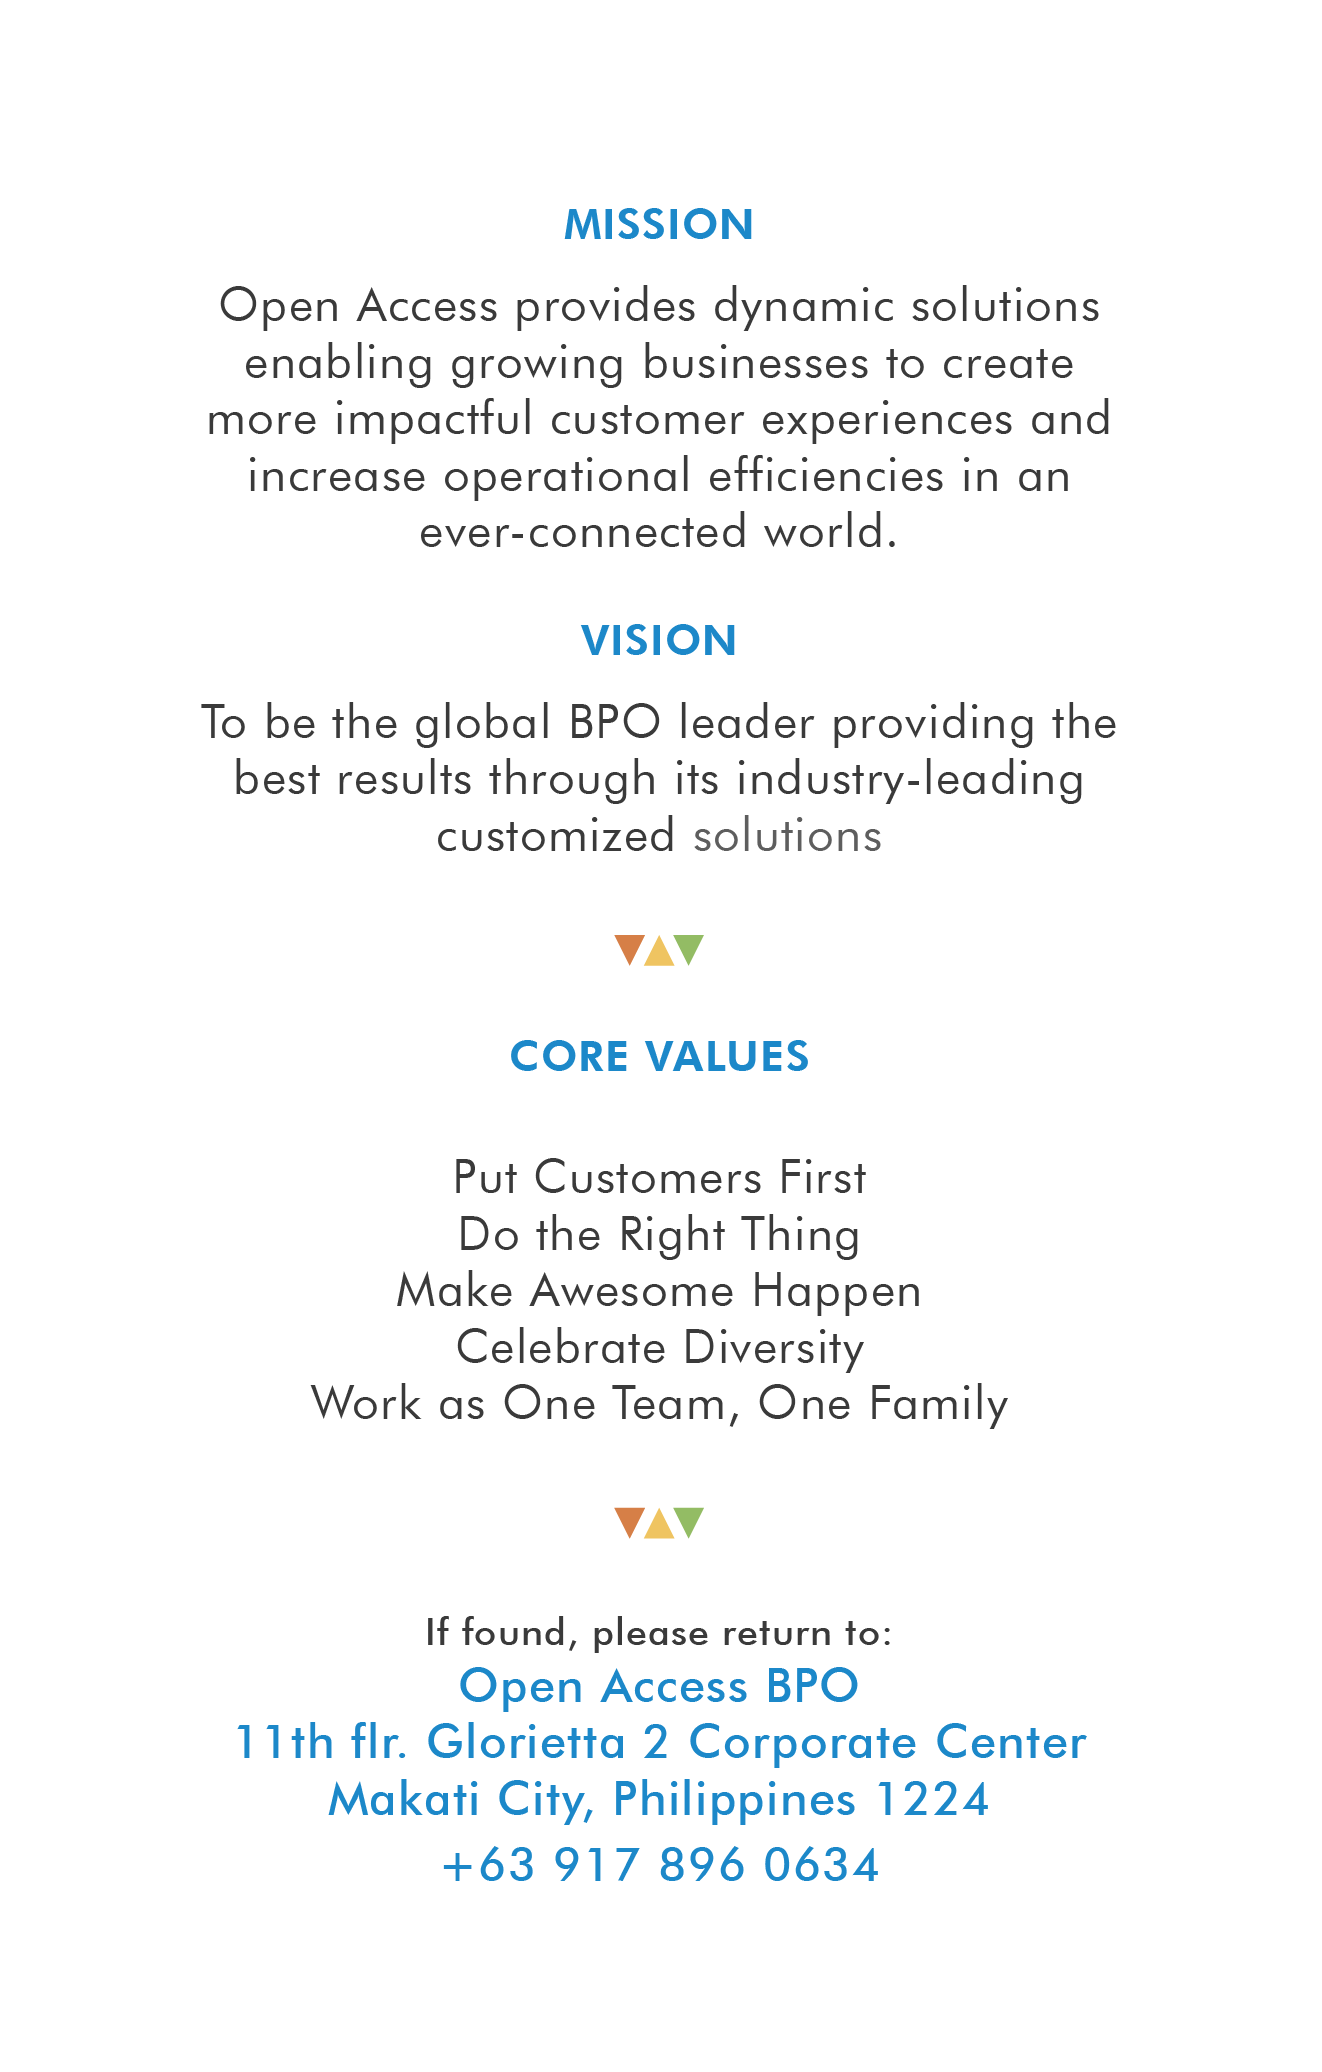 MISSION
Open Access provides dynamic solutions
enabling growing businesses to create
more impactful customer experiences and
increase operational efficiencies in an
ever-connected world.
VISION
To be the global BPO leader providing the
best results through its industry-leading
customized solutions
CORE VALUES
Put Customers First
Do the Right Thing
Make Awesome Happen
Celebrate Diversity
Work as One Team, One Family
If found, please return to:
Open Access BPO
11th flr. Glorietta 2 Corporate Center
Makati City, Philippines 1224
+63 917 896 0634